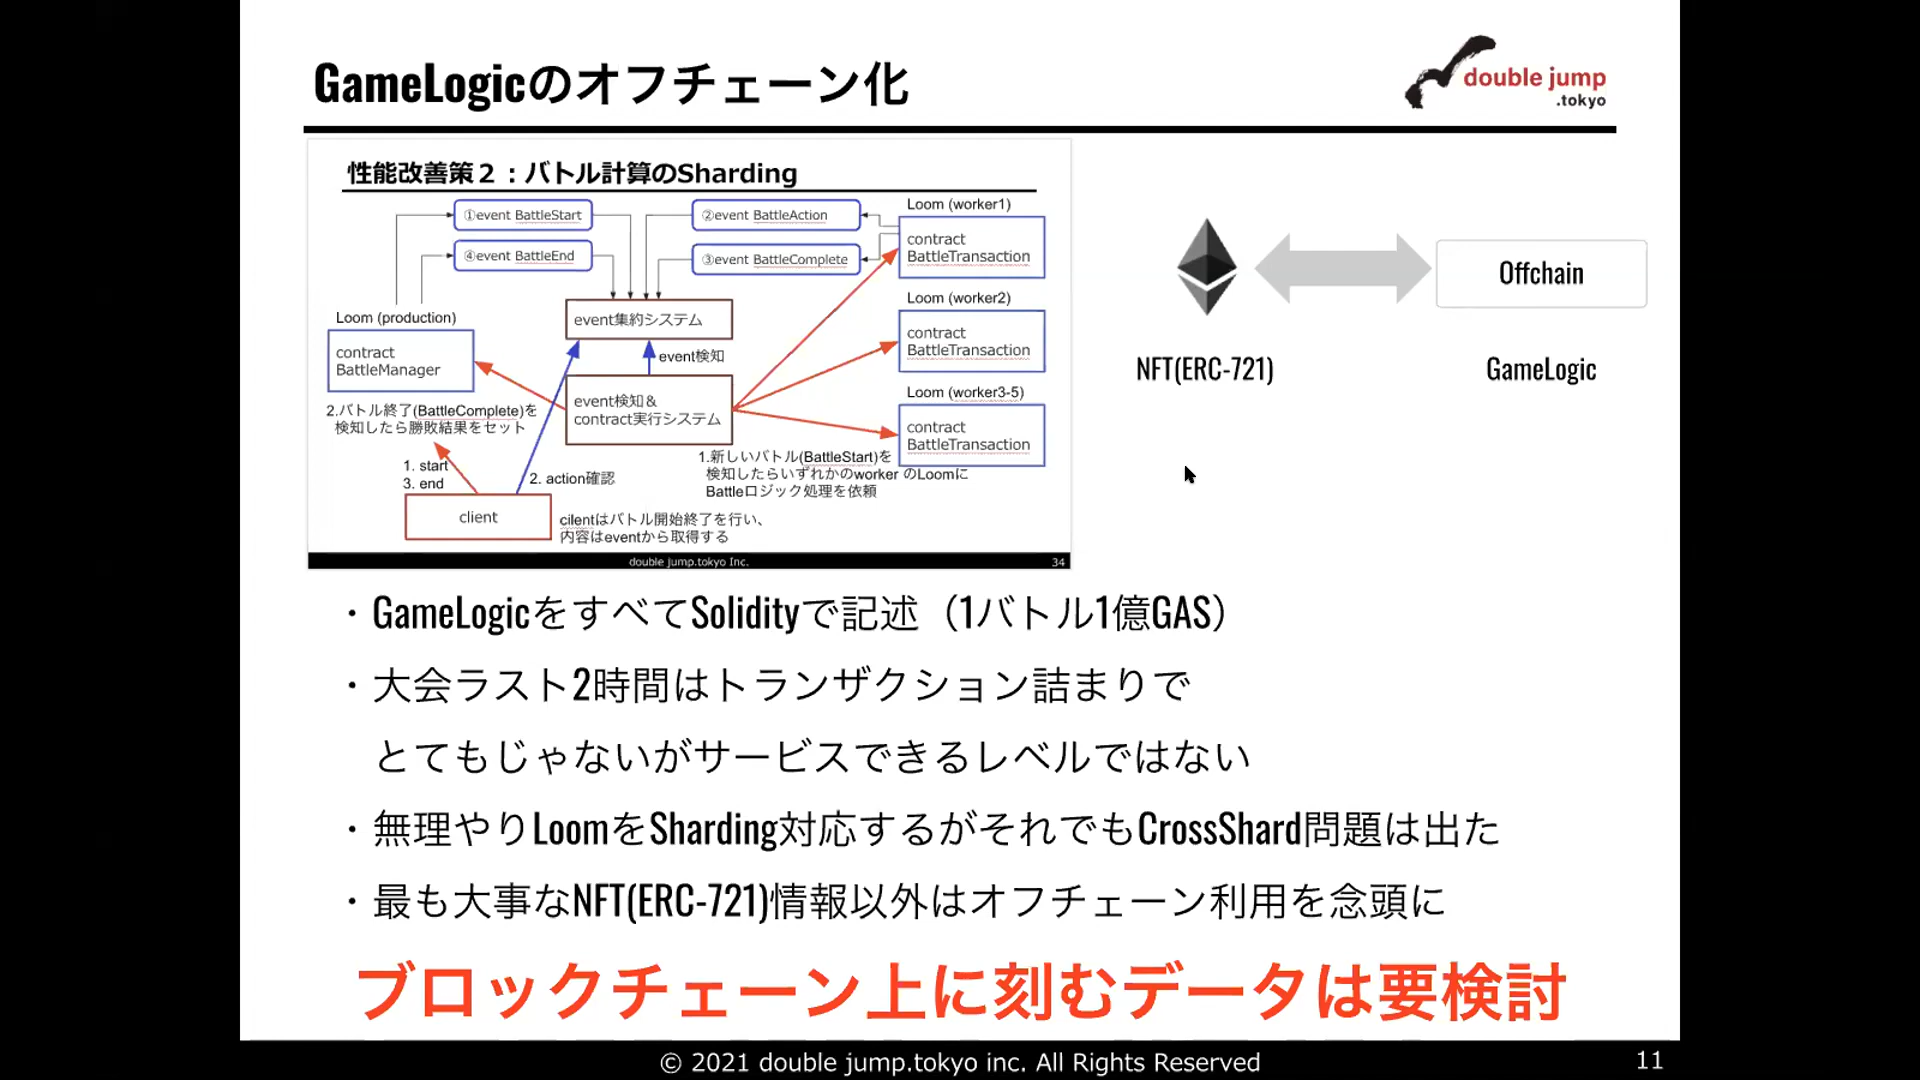 GameLogicのオフチェーン化
double jump
.tokyo
性能改善策２：バトル計算のSharding
①event BattleStart
②event BattleAction
④event BattleEnd
③event BattleComplete
Loom (worker1)
contract
BattleTransaction
Loom (worker2)
contract
BattleTransaction
Loom (worker3-5)
contract
BattleTransaction
Loom (production)
contract
BattleManager
event集約システム
event検知
event検知＆
contract実行システム
2.バトル終了(BattleComplete)を
検知したら勝敗結果をセット
1. start
3. end
2. action確認
1.新しいバトル(BattleStart)を
検知したらいずれかのworker のLoomに
Battleロジック処理を依頼
client
cilentはバトル開始終了を行い、
内容はeventから取得する
double jump.tokyo Inc.
34
Offchain
NFT(ERC-721)
GameLogic
・GameLogicをすべてSolidityで記述（1バトル1億GAS）
・大会ラスト2時間はトランザクション詰まりで
とてもじゃないがサービスできるレベルではない
・無理やりLoomをSharding対応するがそれでもCrossShard問題は出た
・最も大事なNFT(ERC-721)情報以外はオフチェーン利用を念頭に
ブロックチェーン上に刻むデータは要検討
© 2021 double jump.tokyo inc. All Rights Reserved
11